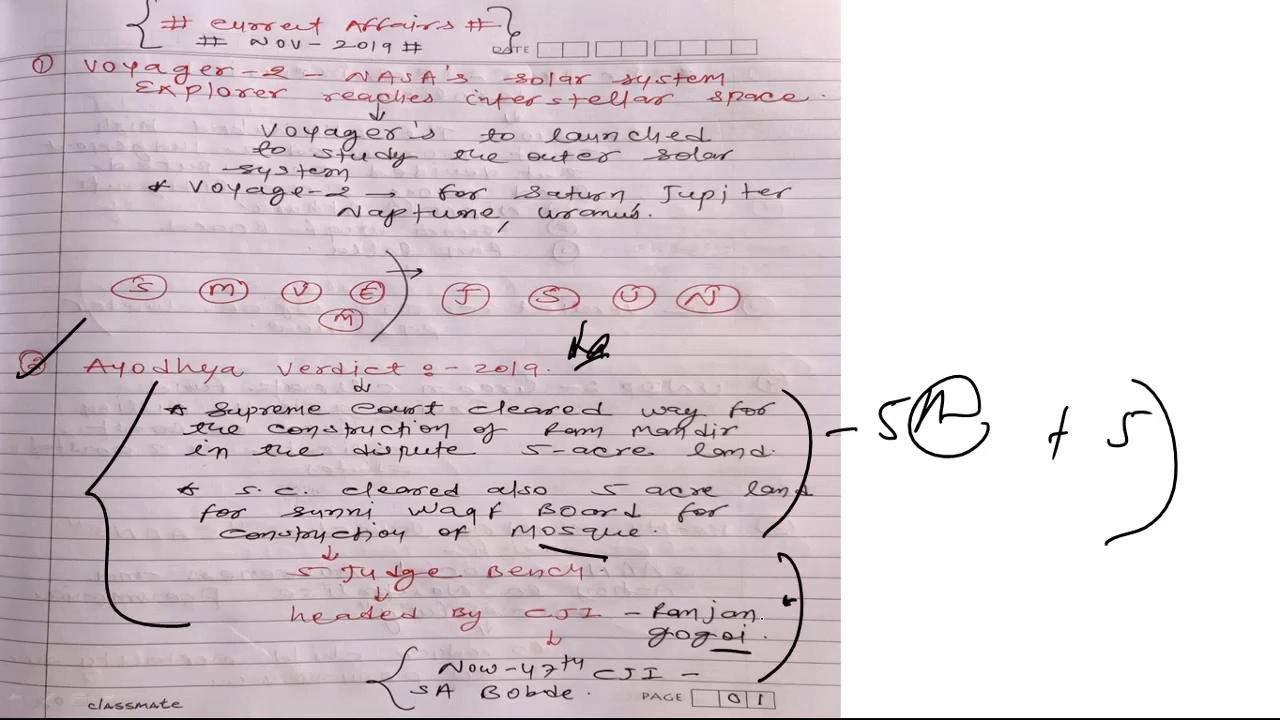 # Current Affairs #
# NOV - 2019 #
DATE
① Voyager-2 - NASA's solar system
Explorer reaches interstellar space.
Voyager's to launched
to study the outer solar
system
* Voyage-2 → for Saturn, Jupiter
Naptune, Uranus.
S M V E J S U N
M
② Ayodhya Verdict :- 2019.
* Supreme Court cleared way for
the construction of Ram Mandir
in the dispute 5-acre land.
* S.C. cleared also 5 acre land
for Sunni Waqf Board for
construction of Mosque.
5 Judge Bench.
headed By CJI - Ranjan
gogoi.
Now - 47th CJI -
SA Bobde.
classmate
PAGE 0 1
+ 5